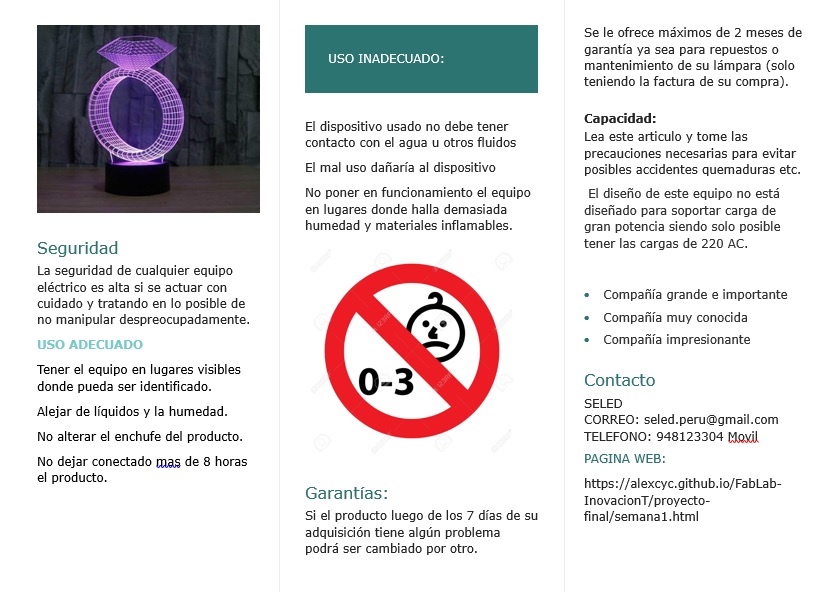 Seguridad
La seguridad de cualquier equipo
eléctrico es alta si se actuar con
cuidado y tratando en lo posible de
no manipular despreocupadamente.
USO ADECUADO
Tener el equipo en lugares visibles
donde pueda ser identificado.
Alejar de líquidos y la humedad.
No alterar el enchufe del producto.
No dejar conectado mas de 8 horas
el producto.
USO INADECUADO:
El dispositivo usado no debe tener
contacto con el agua u otros fluidos
El mal uso dañaría al dispositivo
No poner en funcionamiento el equipo
en lugares donde halla demasiada
humedad y materiales inflamables.
0-3
Garantías:
Si el producto luego de los 7 días de su
adquisición tiene algún problema
podrá ser cambiado por otro.
Se le ofrece máximos de 2 meses de
garantía ya sea para repuestos o
mantenimiento de su lámpara (solo
teniendo la factura de su compra).
Capacidad:
Lea este articulo y tome las
precauciones necesarias para evitar
posibles accidentes quemaduras etc.
El diseño de este equipo no está
diseñado para soportar carga de
gran potencia siendo solo posible
tener las cargas de 220 AC.
• Compañía grande e importante
• Compañía muy conocida
• Compañía impresionante
Contacto
SELED
CORREO: seled.peru@gmail.com
TELEFONO: 948123304 Movil
PAGINA WEB:
https://alexcyc.github.io/FabLab-
InovacionT/proyecto-
final/semana1.html